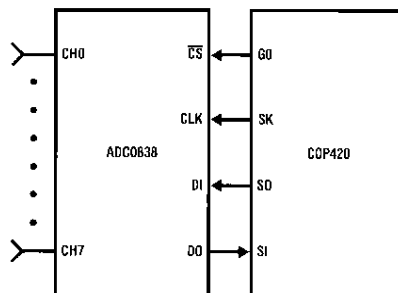 CH0 CS G0
CLK SK
ADC0838 COP420
DI SO
CH7 DO SI